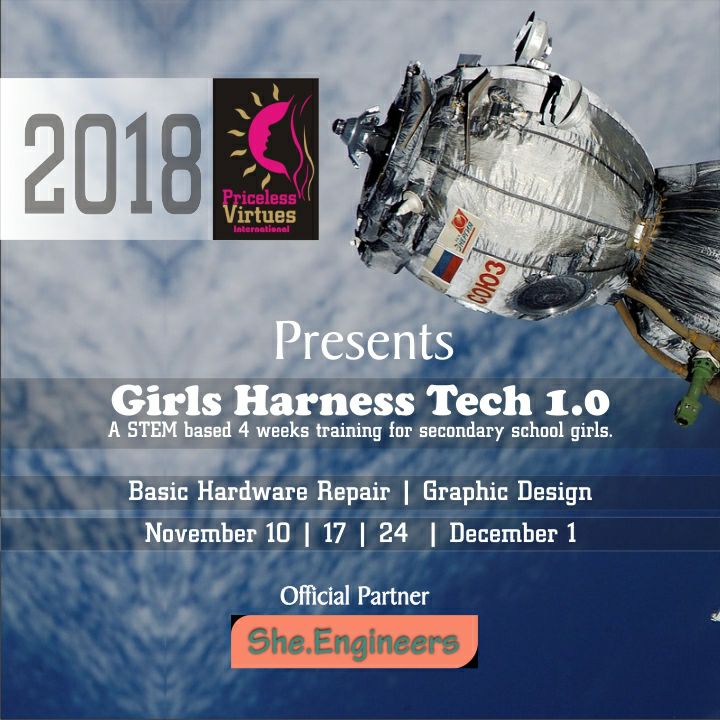 2018
Priceless
Virtues
International
СОЮЗ
Presents
Girls Harness Tech 1.0
A STEM based 4 weeks training for secondary school girls.
Basic Hardware Repair | Graphic Design
November 10 | 17 | 24 | December 1
Official Partner
She.Engineers